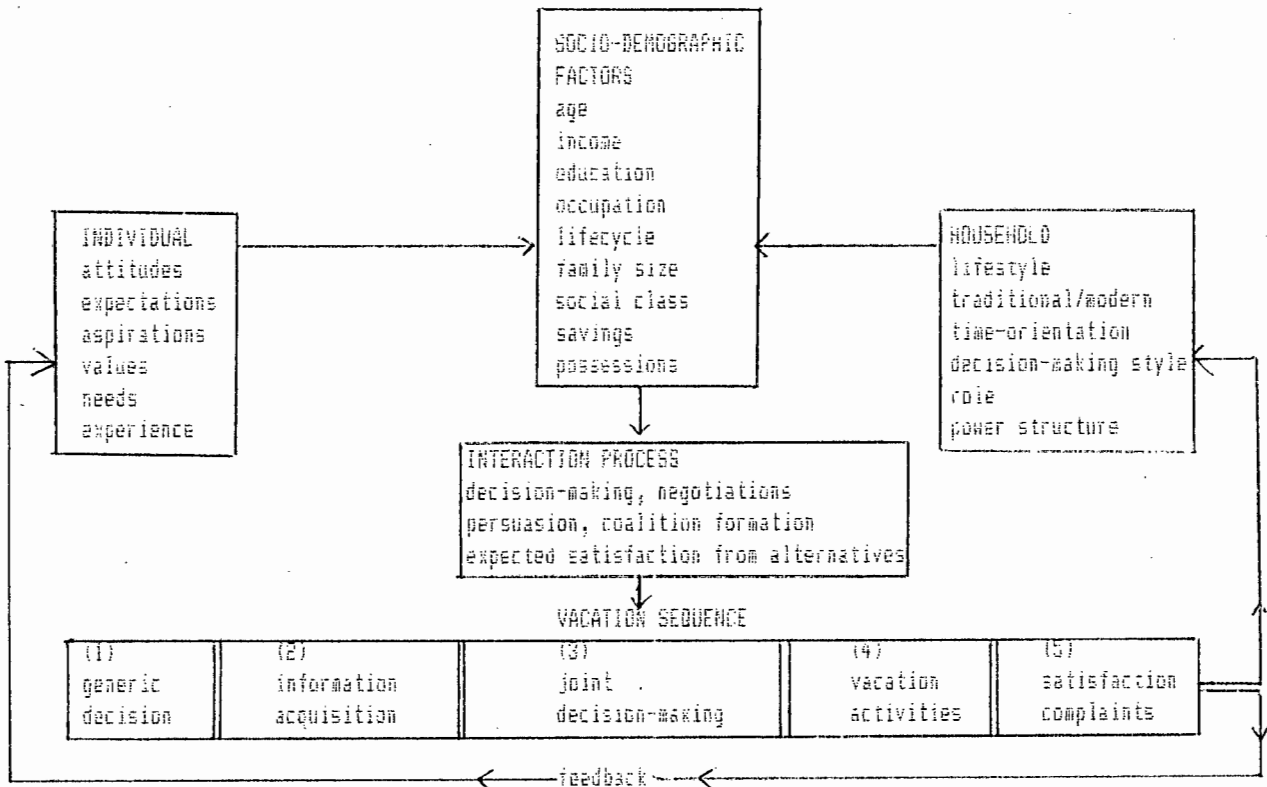 SOCIO-DEMOGRAPHIC
FACTORS
age
income
education
occupation
lifecycle
family size
social class
savings
possessions
INDIVIDUAL
attitudes
expectations
aspirations
values
needs
experience
HOUSEHOLD
lifestyle
traditional/modern
time-orientation
decision-making style
role
power structure
INTERACTION PROCESS
decision-making, negotiations
persuasion, coalition formation
expected satisfaction from alternatives
VACATION SEQUENCE
(1)
generic
decision
(2)
information
acquisition
(3)
joint
decision-making
(4)
vacation
activities
(5)
satisfaction
complaints
feedback